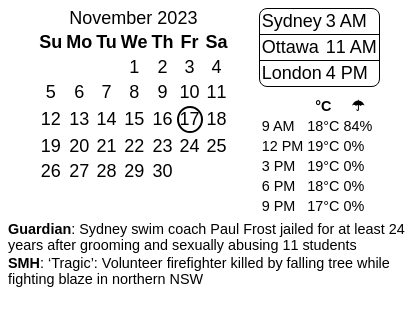 November 2023
Su Mo Tu We Th Fr Sa
1 2 3 4
5 6 7 8 9 10 11
12 13 14 15 16 17 18
19 20 21 22 23 24 25
26 27 28 29 30
Sydney 3 AM
Ottawa 11 AM
London 4 PM
°C ☂
9 AM 18°C 84%
12 PM 19°C 0%
3 PM 19°C 0%
6 PM 18°C 0%
9 PM 17°C 0%
Guardian: Sydney swim coach Paul Frost jailed for at least 24
years after grooming and sexually abusing 11 students
SMH: ‘Tragic’: Volunteer firefighter killed by falling tree while
fighting blaze in northern NSW